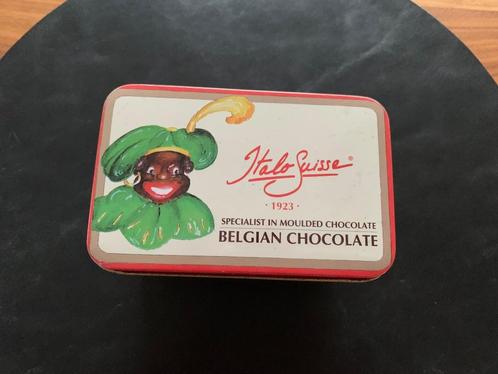 Italo Suisse ®
· 1923 ·
SPECIALIST IN MOULDED CHOCOLATE
BELGIAN CHOCOLATE